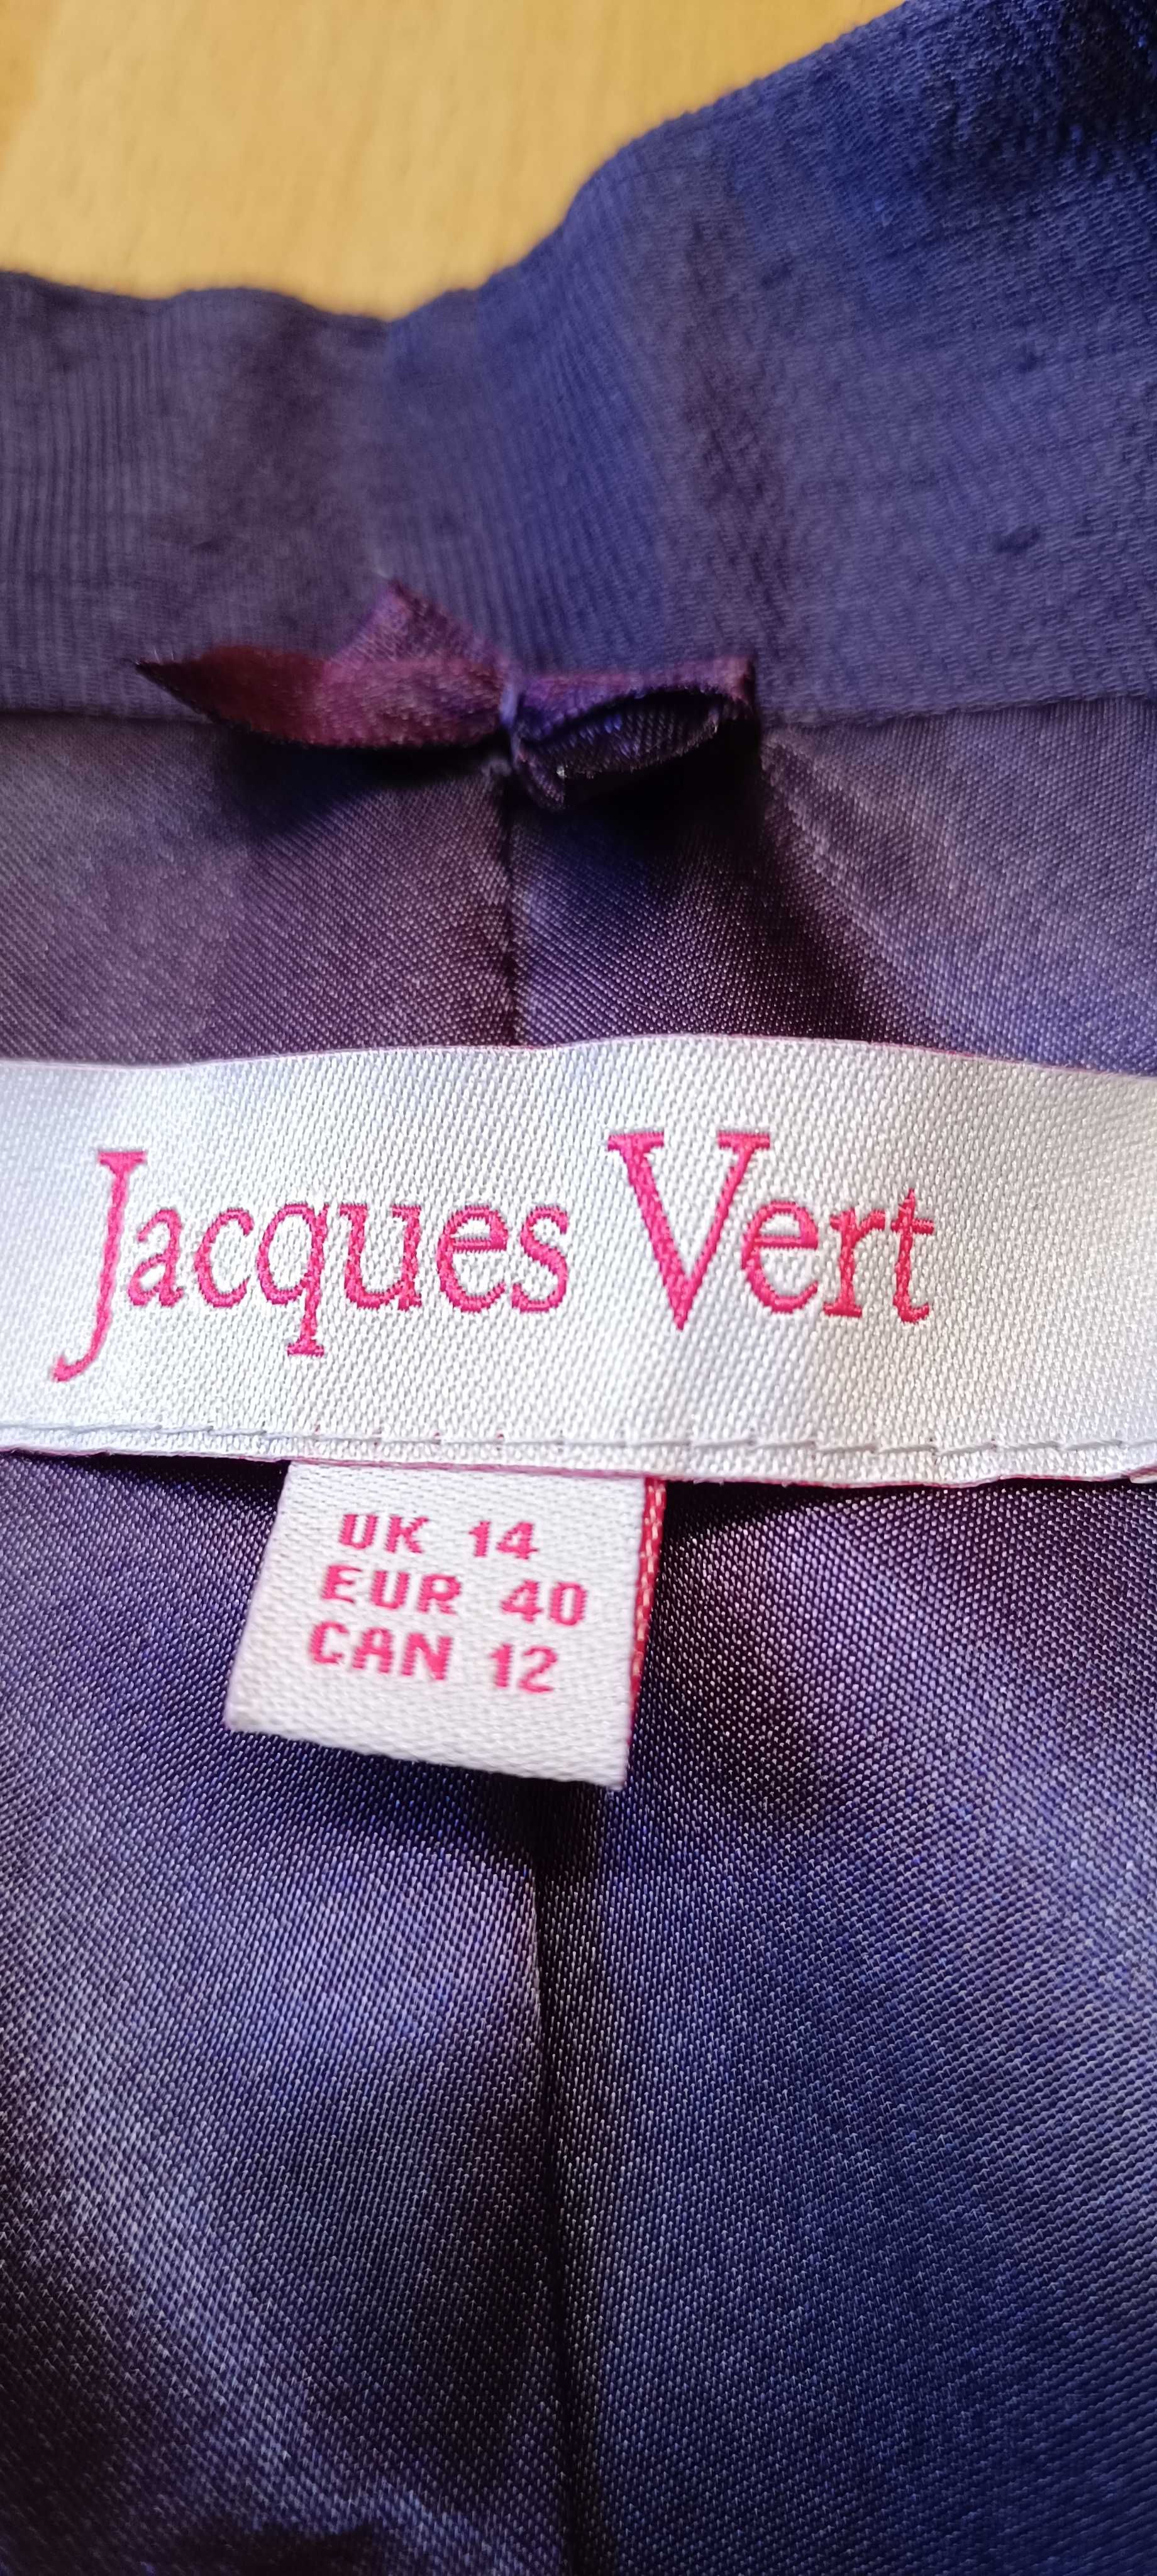 Jacques Vert
UK 14
EUR 40
CAN 12